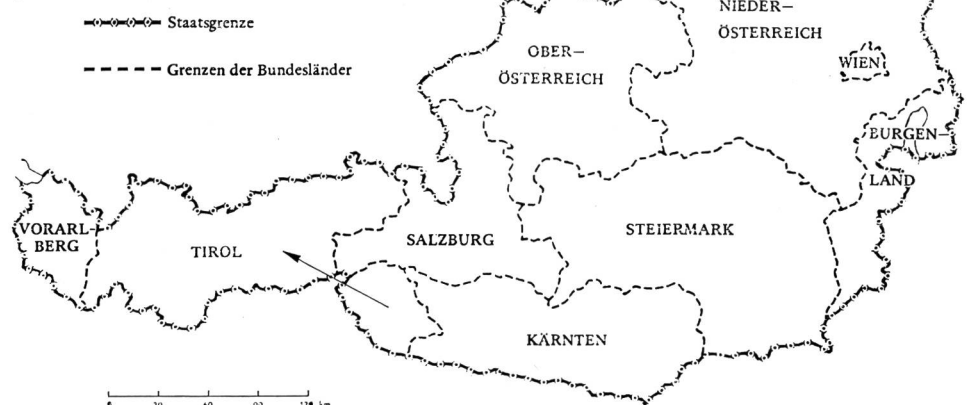 Staatsgrenze
Grenzen der Bundesländer
NIEDER–
ÖSTERREICH
OBER–
ÖSTERREICH
WIEN
BURGEN–
LAND
VORARL–
BERG
TIROL
SALZBURG
STEIERMARK
KÄRNTEN
km